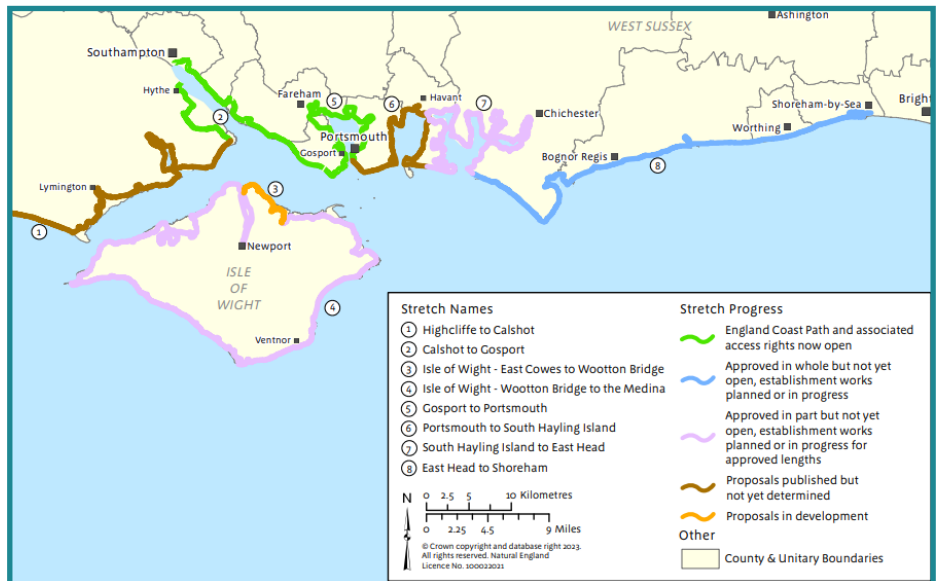 WEST SUSSEX
Ashington
Southampton
Hythe
Fareham
5
6
Havant
7
Chichester
Shoreham-by-Sea
Bright
2
Portsmouth
Gosport
Worthing
Bognor Regis
8
Lymington
3
1
Newport
ISLE
OF
WIGHT
4
Ventnor
Stretch Names
1 Highcliffe to Calshot
2 Calshot to Gosport
3 Isle of Wight - East Cowes to Wootton Bridge
4 Isle of Wight - Wootton Bridge to the Medina
5 Gosport to Portsmouth
6 Portsmouth to South Hayling Island
7 South Hayling Island to East Head
8 East Head to Shoreham
N
0 2.5 5 10 Kilometres
0 2.25 4.5 9 Miles
© Crown copyright and database right 2023.
All rights reserved. Natural England
Licence No. 100022021
Stretch Progress
England Coast Path and associated
access rights now open
Approved in whole but not yet
open, establishment works
planned or in progress
Approved in part but not yet
open, establishment works
planned or in progress for
approved lengths
Proposals published but
not yet determined
Proposals in development
Other
County & Unitary Boundaries